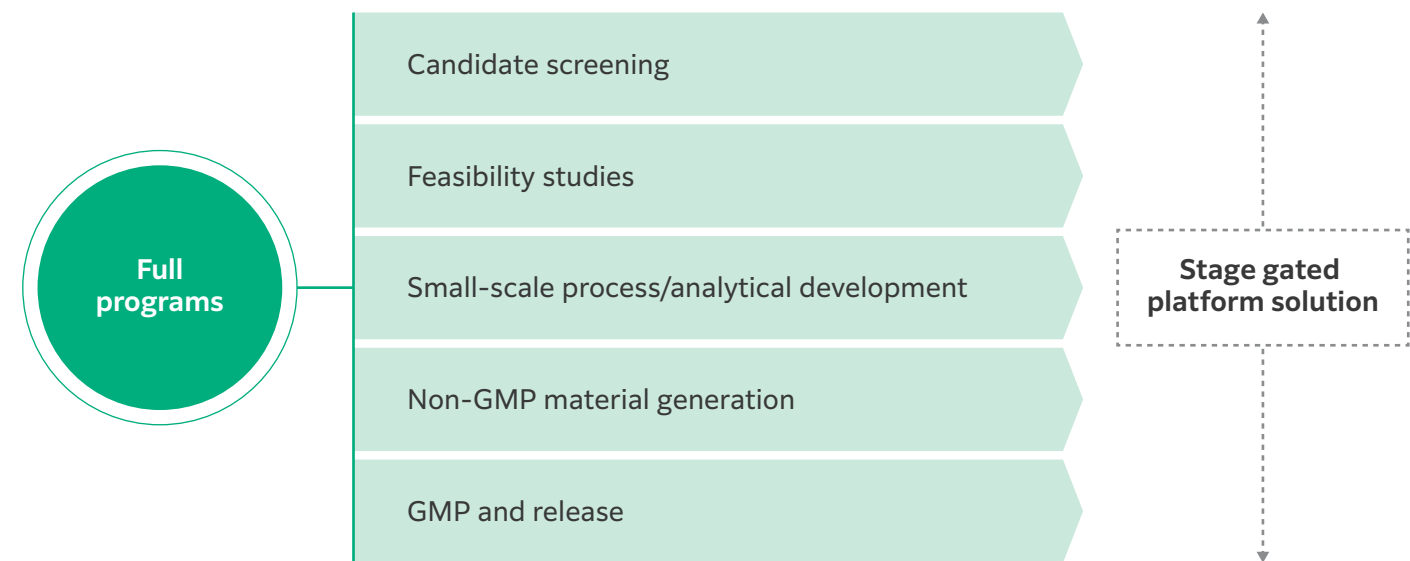 Candidate screening
Feasibility studies
Full
programs
Small-scale process/analytical development
Stage gated
platform solution
Non-GMP material generation
GMP and release